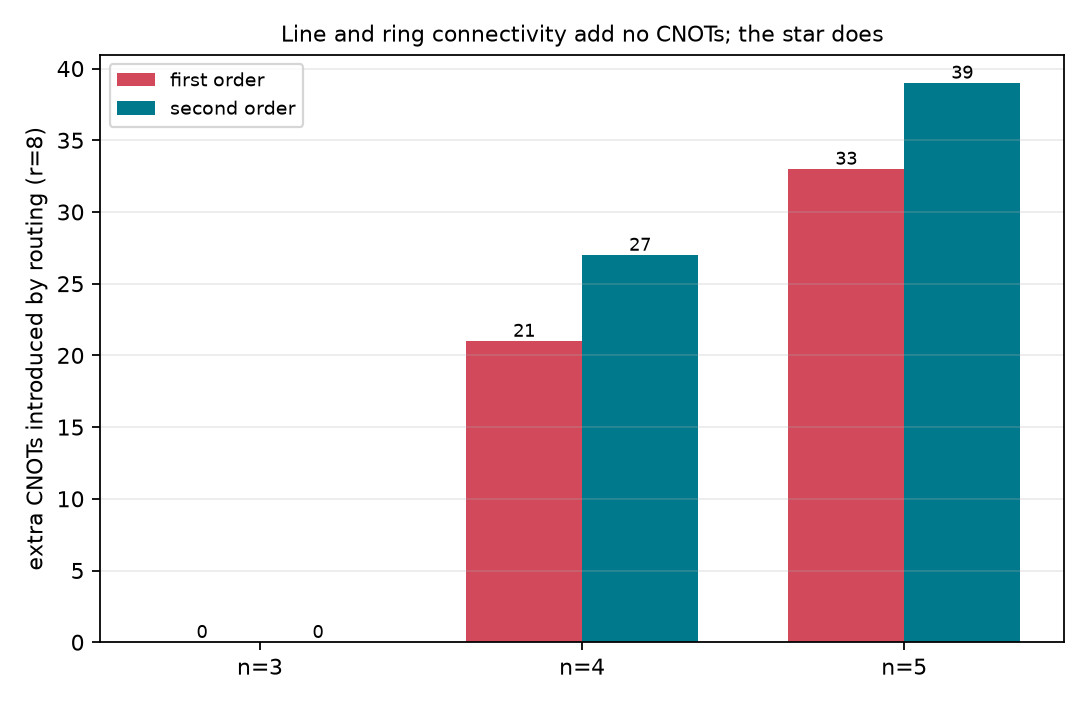 Line and ring connectivity add no CNOTs; the star does
extra CNOTs introduced by routing (r=8)
40
35
30
25
20
15
10
5
0
first order
second order
0
0
21
27
33
39
n=3
n=4
n=5